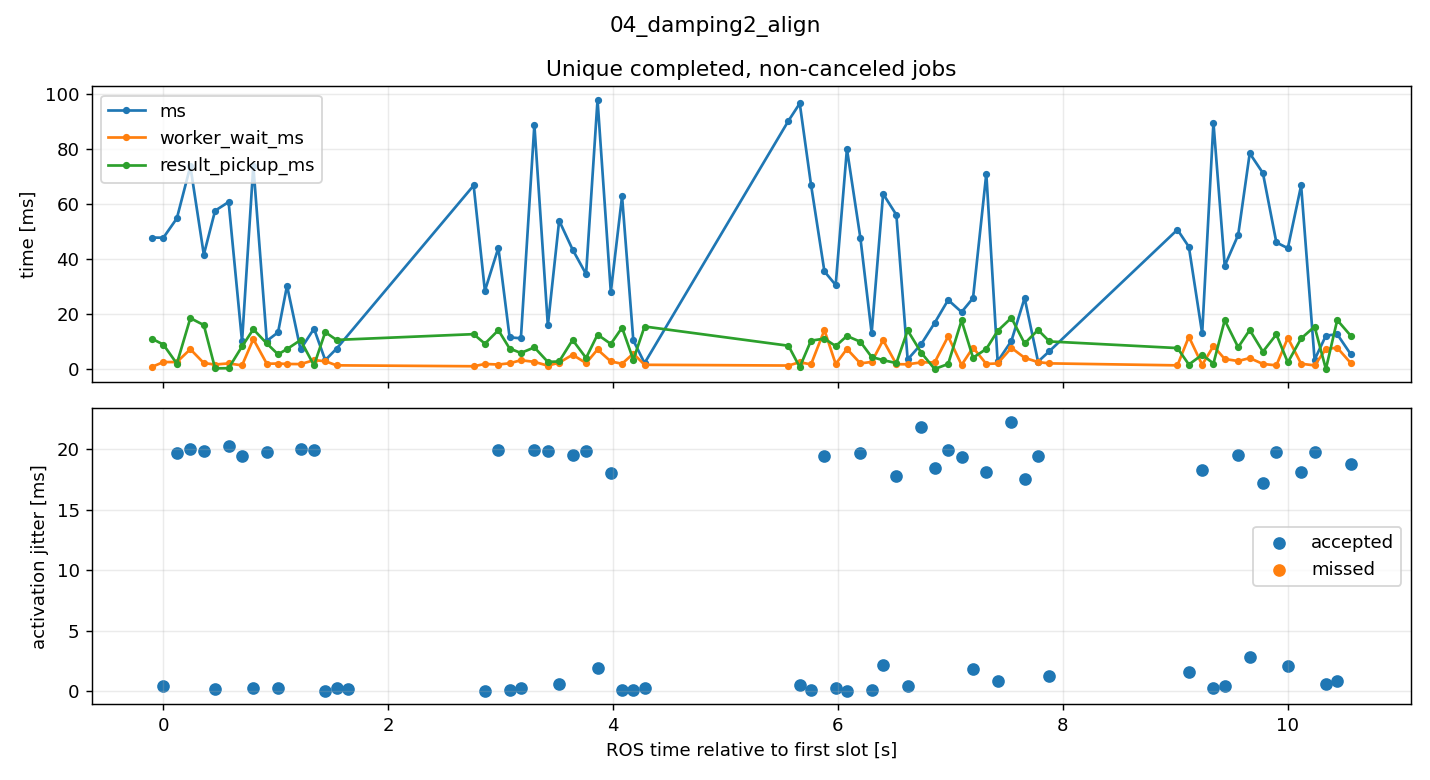 04_damping2_align
Unique completed, non-canceled jobs
time [ms]
100
80
60
40
20
0
ms
worker_wait_ms
result_pickup_ms
activation jitter [ms]
20
15
10
5
0
accepted
missed
0 2 4 6 8 10
ROS time relative to first slot [s]